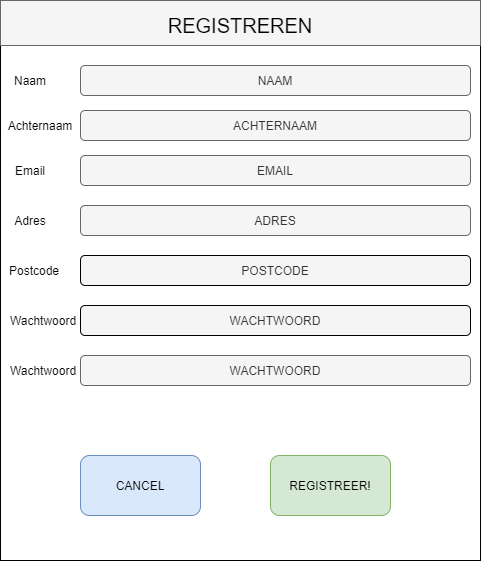 REGISTREREN
Naam NAAM
Achternaam ACHTERNAAM
Email EMAIL
Adres ADRES
Postcode POSTCODE
Wachtwoord WACHTWOORD
Wachtwoord WACHTWOORD
CANCEL REGISTREER!